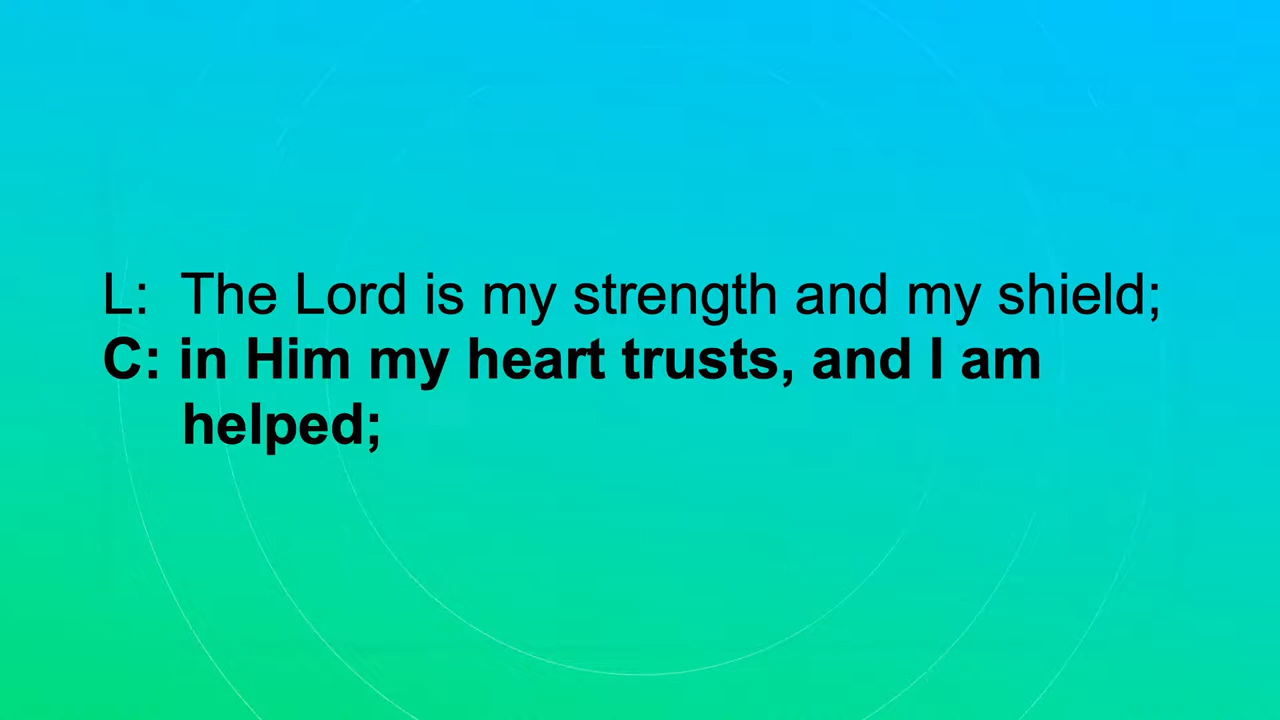 L: The Lord is my strength and my shield;
C: in Him my heart trusts, and I am
helped;